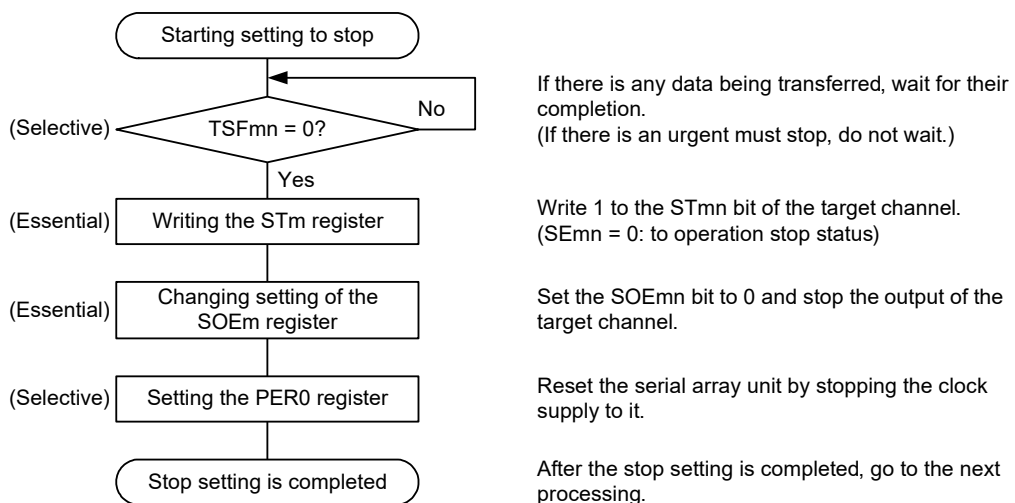 Starting setting to stop
If there is any data being transferred, wait for their
completion.
(If there is an urgent must stop, do not wait.)
No
(Selective)
TSFmn = 0?
Yes
(Essential)
Writing the STm register
Write 1 to the STmn bit of the target channel.
(SEmn = 0: to operation stop status)
(Essential)
Changing setting of the
SOEm register
Set the SOEmn bit to 0 and stop the output of the
target channel.
(Selective)
Setting the PER0 register
Reset the serial array unit by stopping the clock
supply to it.
Stop setting is completed
After the stop setting is completed, go to the next
processing.